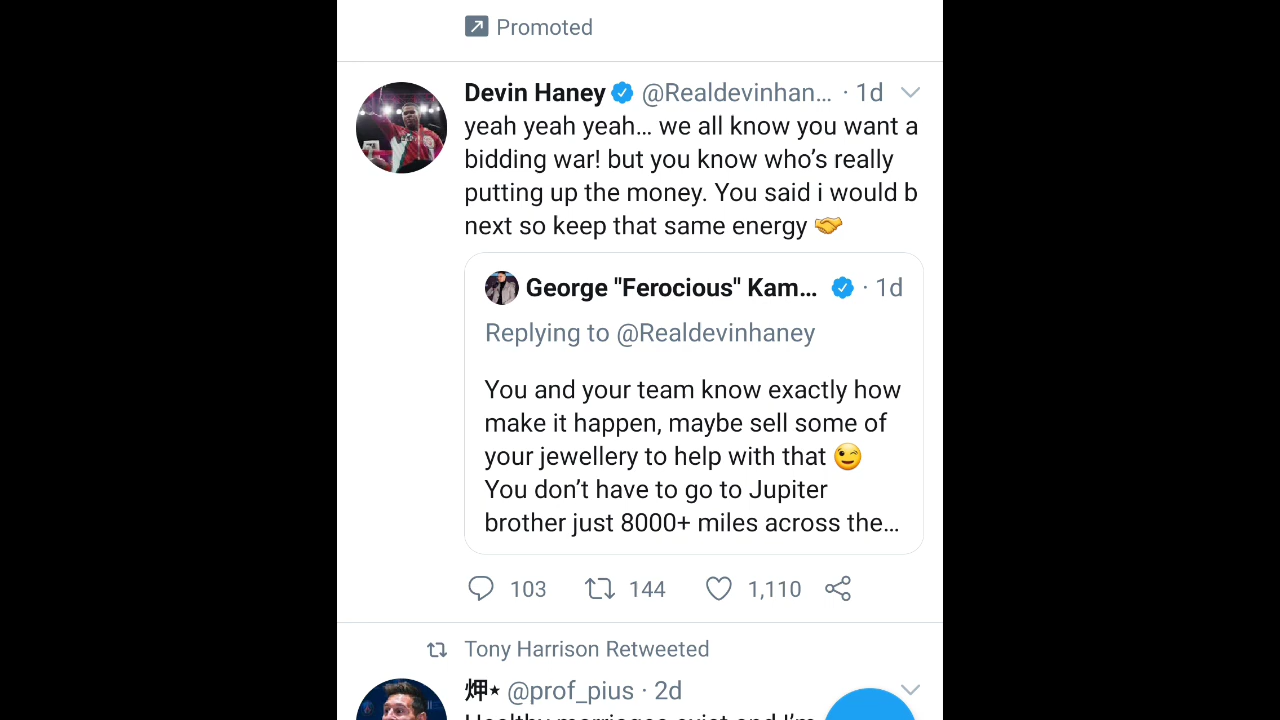 Promoted
Devin Haney @Realdevinhan... · 1d
yeah yeah yeah... we all know you want a
bidding war! but you know who's really
putting up the money. You said i would b
next so keep that same energy 🤝
George "Ferocious" Kam... · 1d
Replying to @Realdevinhaney
You and your team know exactly how
make it happen, maybe sell some of
your jewellery to help with that 😉
You don't have to go to Jupiter
brother just 8000+ miles across the...
103 144 1,110
Tony Harrison Retweeted
@prof_pius · 2d
Healthy marriages exist and I'm